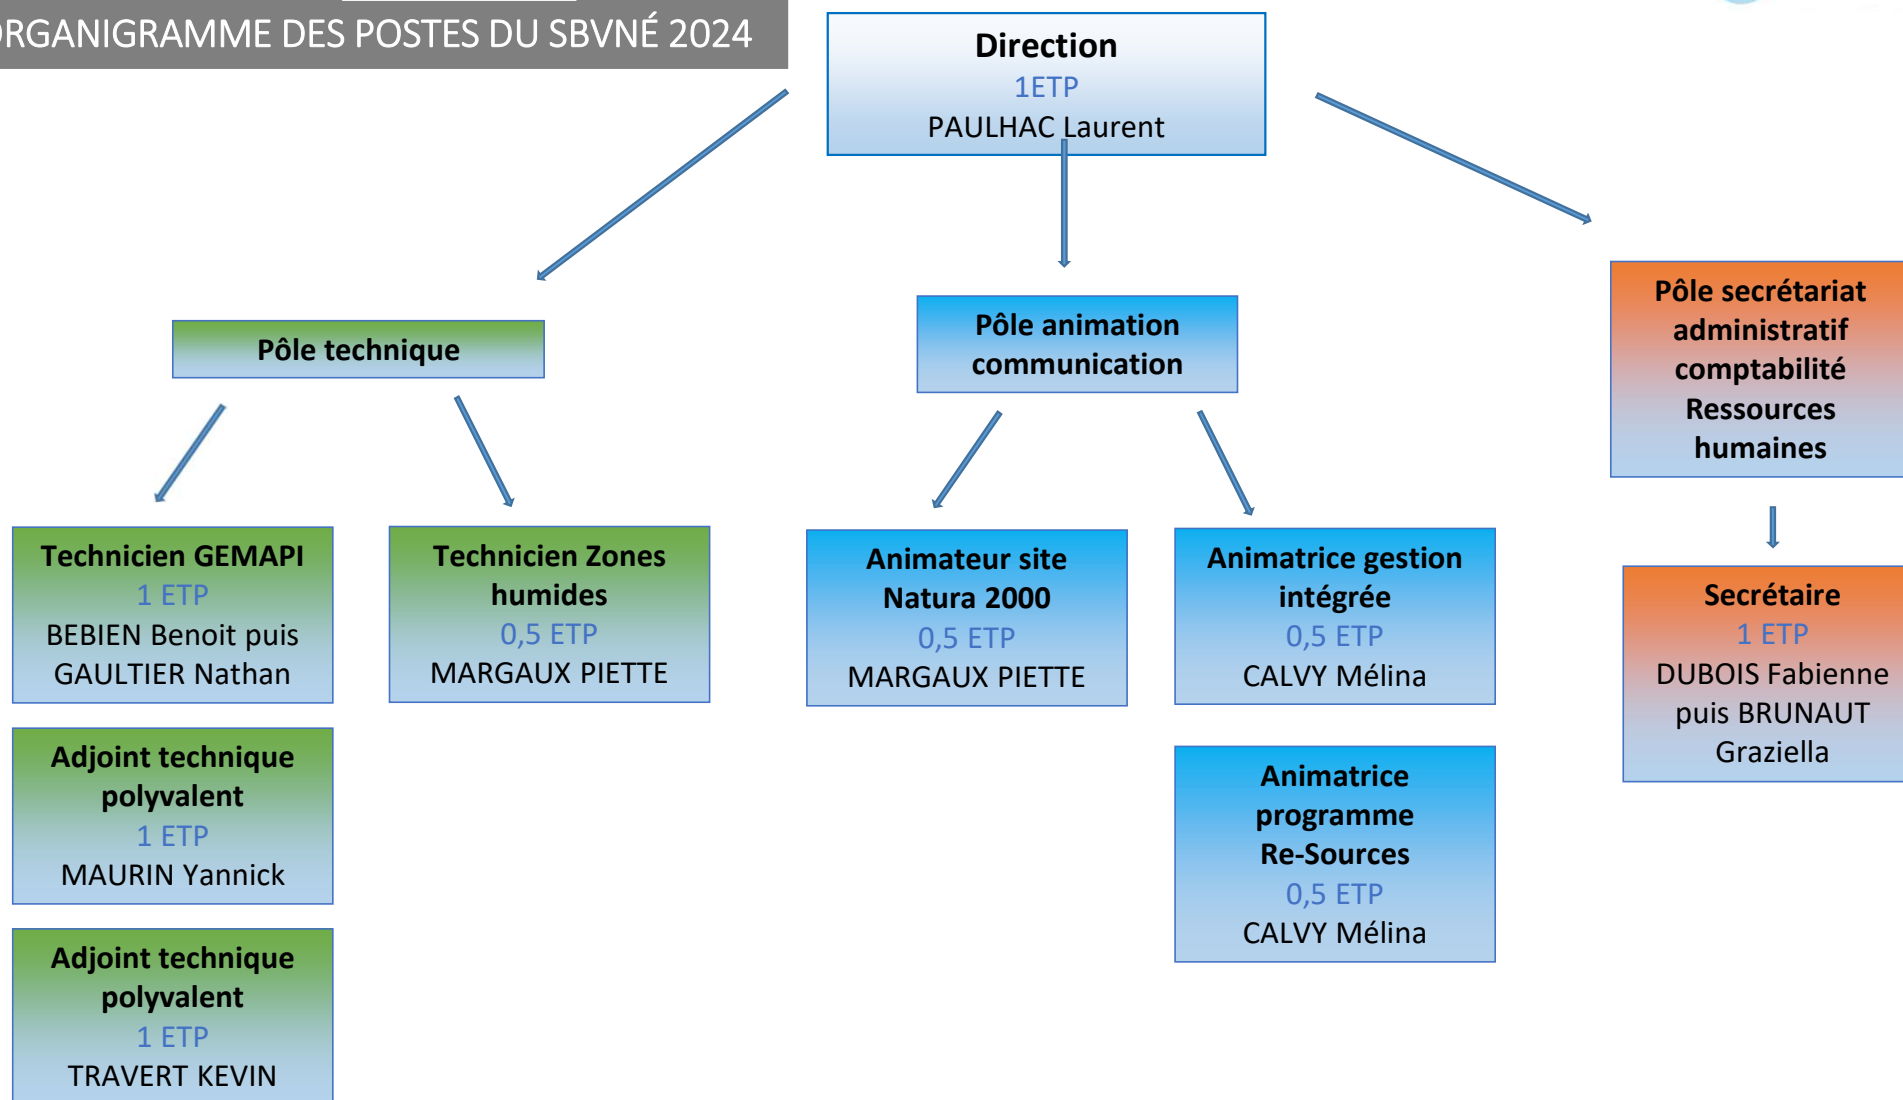 ORGANIGRAMME DES POSTES DU SBVNÉ 2024
Direction
1ETP
PAULHAC Laurent
Pôle technique
Pôle animation
communication
Pôle secrétariat
administratif
comptabilité
Ressources
humaines
Technicien GEMAPI
1 ETP
BEBIEN Benoit puis
GAULTIER Nathan
Technicien Zones
humides
0,5 ETP
MARGAUX PIETTE
Animateur site
Natura 2000
0,5 ETP
MARGAUX PIETTE
Animatrice gestion
intégrée
0,5 ETP
CALVY Mélina
Secrétaire
1 ETP
DUBOIS Fabienne
puis BRUNAUT
Graziella
Adjoint technique
polyvalent
1 ETP
MAURIN Yannick
Animatrice
programme
Re-Sources
0,5 ETP
CALVY Mélina
Adjoint technique
polyvalent
1 ETP
TRAVERT KEVIN